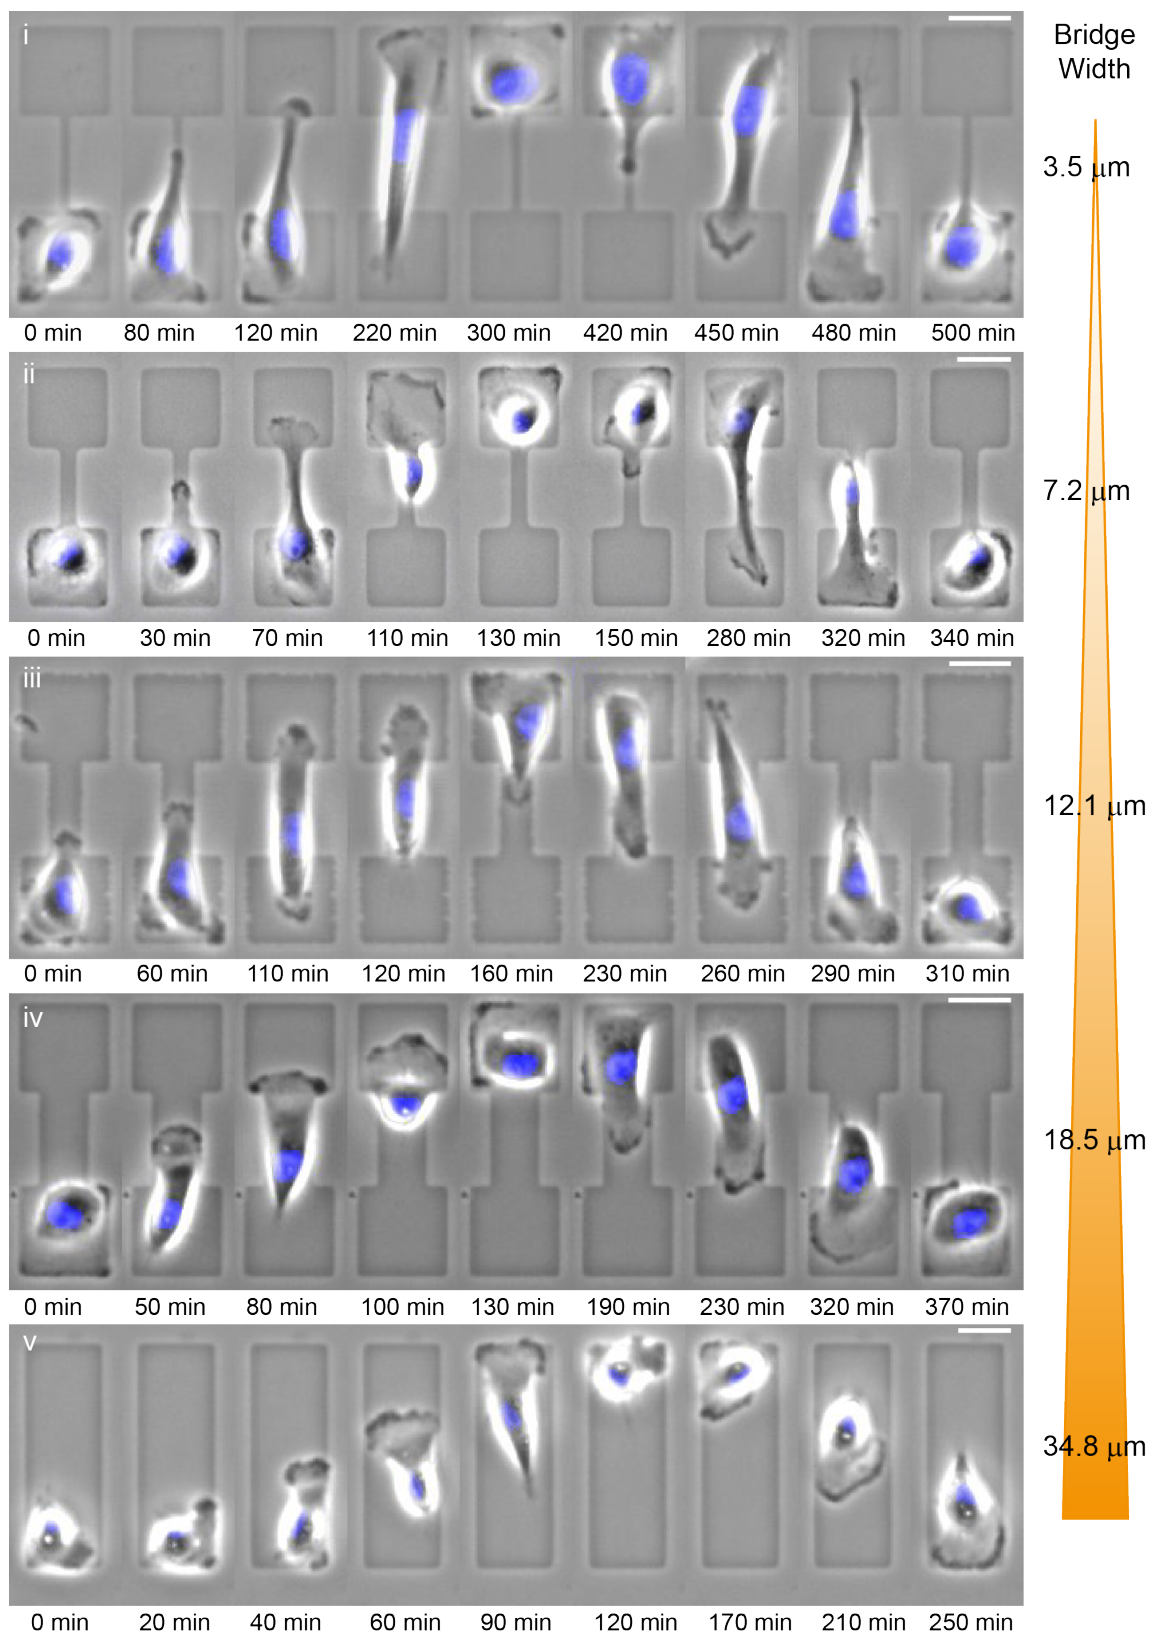 i
Bridge
Width
3.5 μm
0 min 80 min 120 min 220 min 300 min 420 min 450 min 480 min 500 min
ii
7.2 μm
0 min 30 min 70 min 110 min 130 min 150 min 280 min 320 min 340 min
iii
12.1 μm
0 min 60 min 110 min 120 min 160 min 230 min 260 min 290 min 310 min
iv
18.5 μm
0 min 50 min 80 min 100 min 130 min 190 min 230 min 320 min 370 min
v
34.8 μm
0 min 20 min 40 min 60 min 90 min 120 min 170 min 210 min 250 min